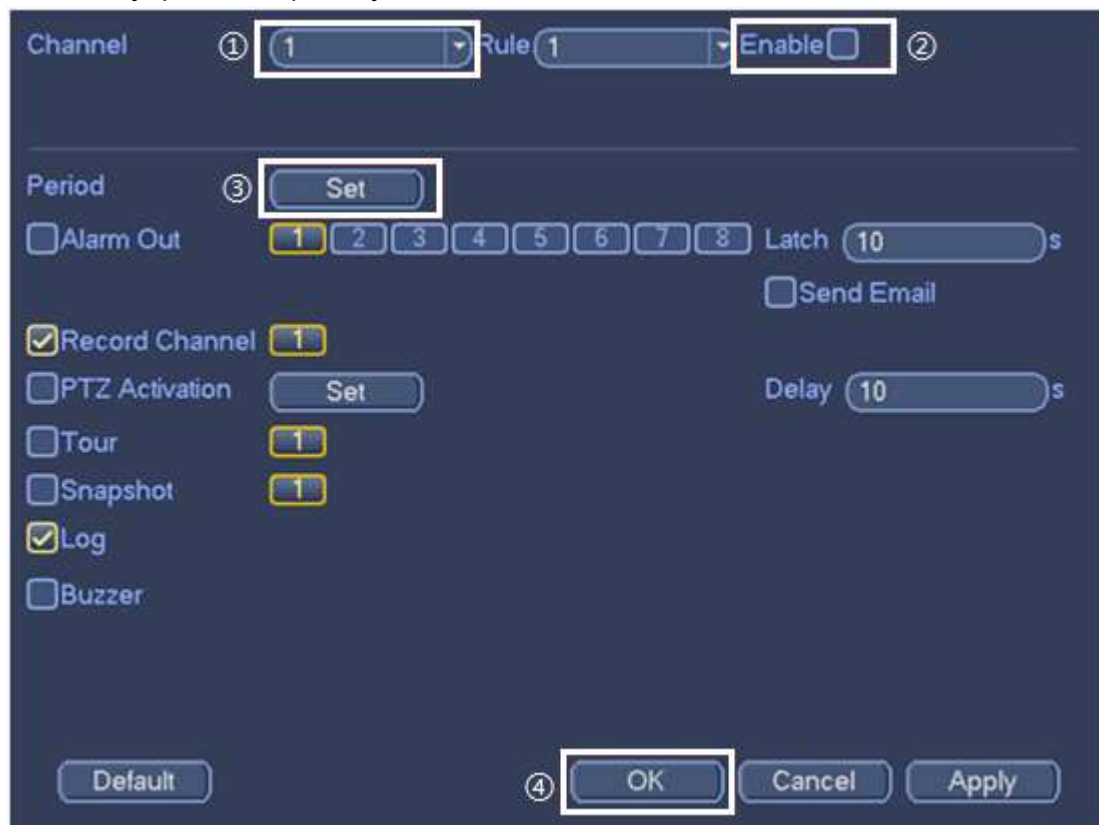 Channel ① 1 Rule 1 Enable ②
Period ③ Set
Alarm Out 1 2 3 4 5 6 7 8 Latch 10 s
Send Email
Record Channel 1
PTZ Activation Set Delay 10 s
Tour 1
Snapshot 1
Log
Buzzer
Default ④ OK Cancel Apply